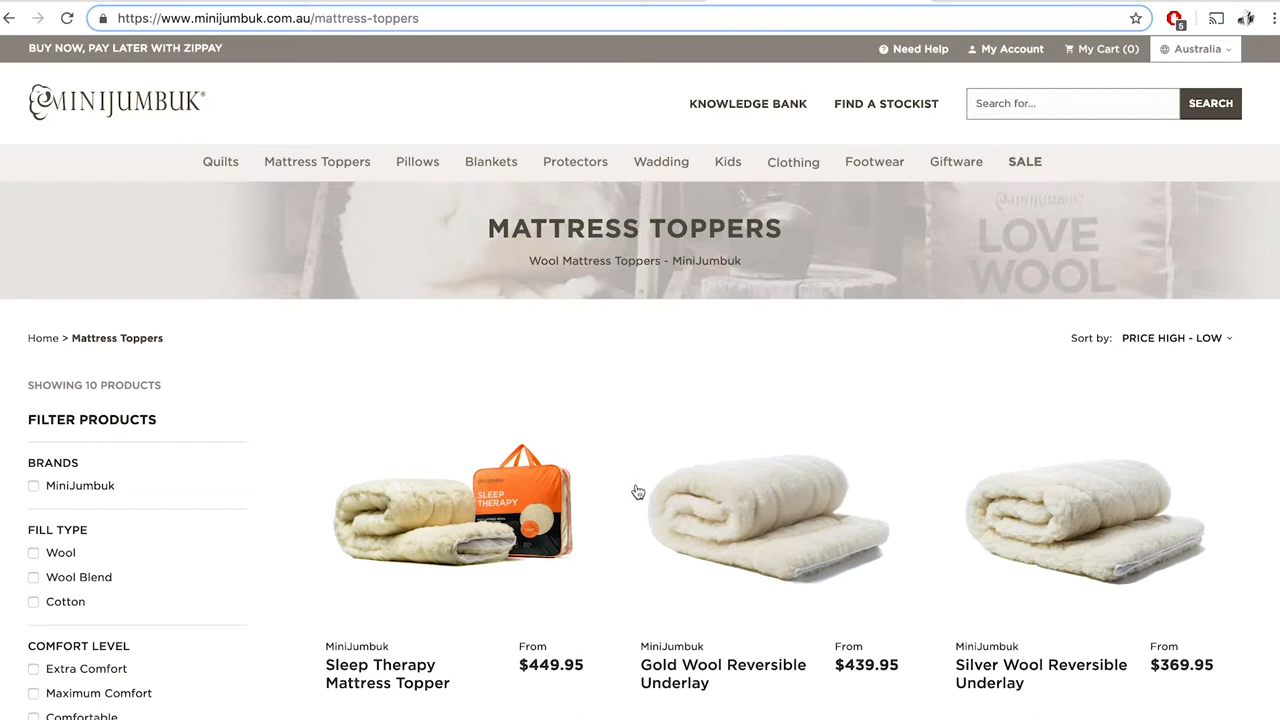 https://www.minijumbuk.com.au/mattress-toppers
5
BUY NOW, PAY LATER WITH ZIPPAY
Need Help
My Account
My Cart (0)
Australia
MINIJUMBUK®
KNOWLEDGE BANK
FIND A STOCKIST
Search for...
SEARCH
Quilts
Mattress Toppers
Pillows
Blankets
Protectors
Wadding
Kids
Clothing
Footwear
Giftware
SALE
MATTRESS TOPPERS
Wool Mattress Toppers - MiniJumbuk
MINIJUMBUK
LOVE
WOOL
Home > Mattress Toppers
Sort by: PRICE HIGH - LOW
SHOWING 10 PRODUCTS
FILTER PRODUCTS
BRANDS
MiniJumbuk
FILL TYPE
Wool
Wool Blend
Cotton
COMFORT LEVEL
Extra Comfort
Maximum Comfort
Comfortable
SLEEP
THERAPY
MiniJumbuk
Sleep Therapy
Mattress Topper
From
$449.95
MiniJumbuk
Gold Wool Reversible
Underlay
From
$439.95
MiniJumbuk
Silver Wool Reversible
Underlay
From
$369.95